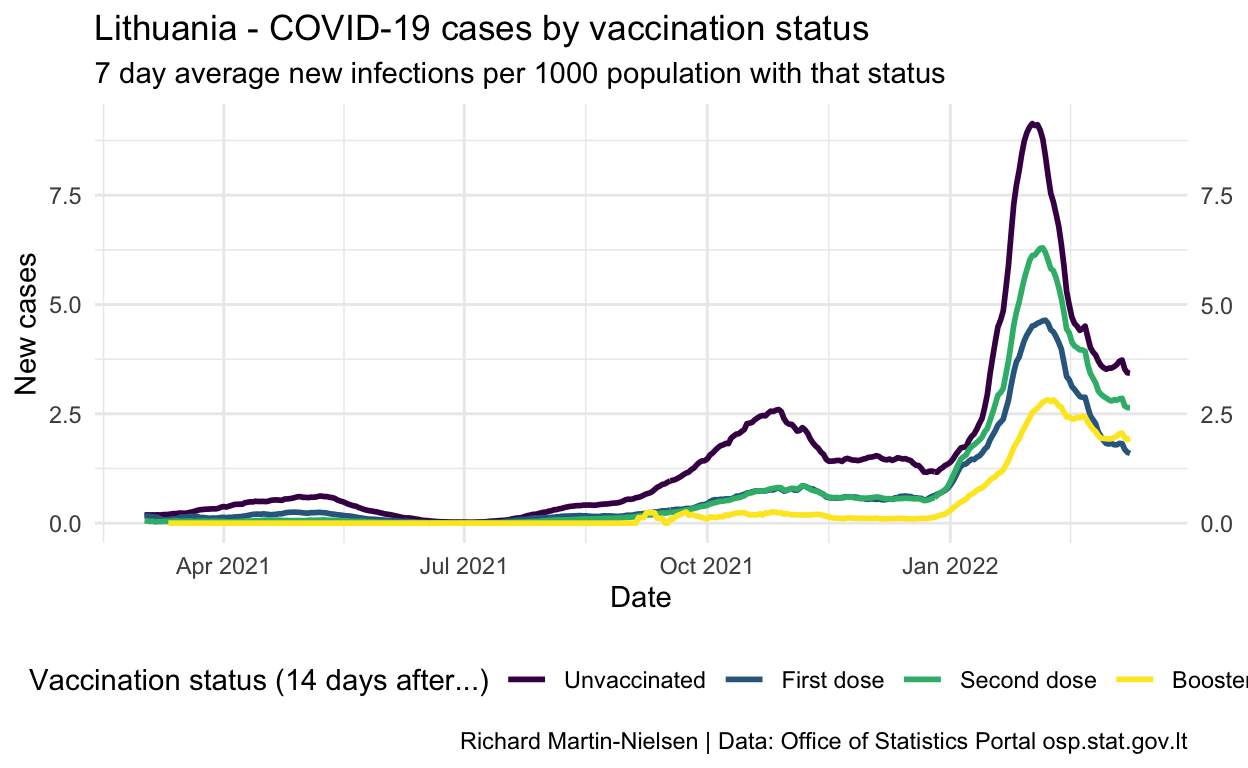 Lithuania - COVID-19 cases by vaccination status
7 day average new infections per 1000 population with that status
New cases
7.5 7.5
5.0 5.0
2.5 2.5
0.0 0.0
Apr 2021 Jul 2021 Oct 2021 Jan 2022
Date
Vaccination status (14 days after...) Unvaccinated First dose Second dose Booster
Richard Martin-Nielsen | Data: Office of Statistics Portal osp.stat.gov.lt